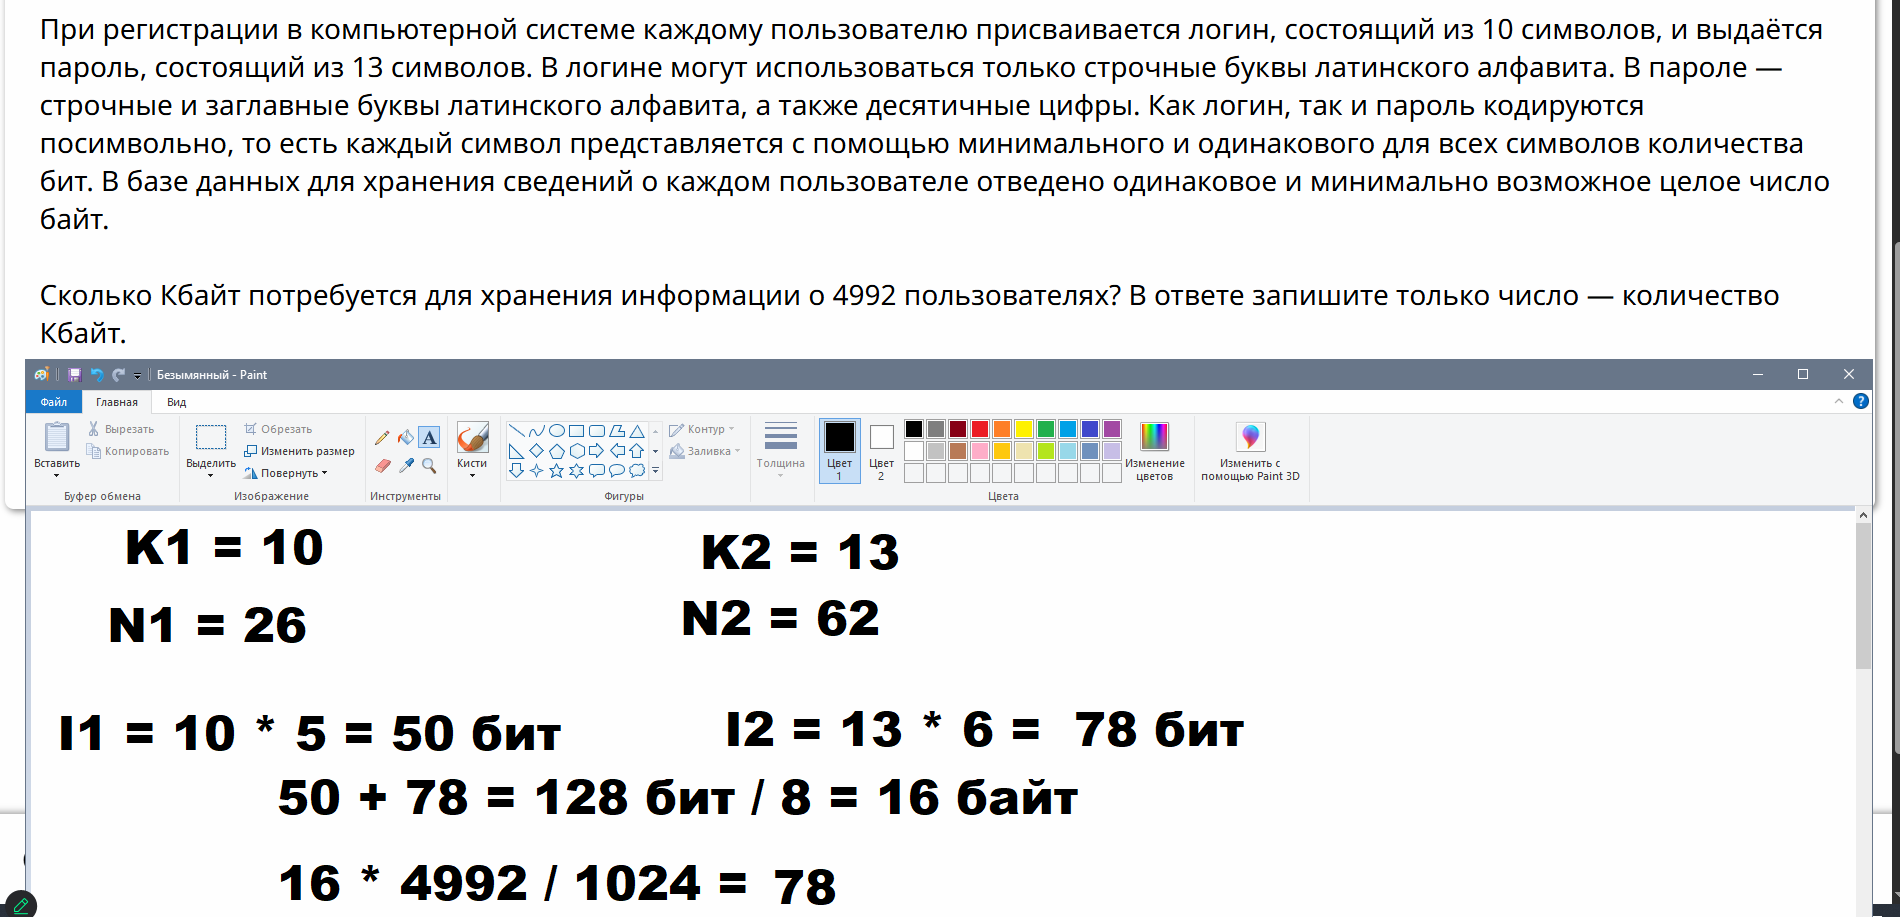 При регистрации в компьютерной системе каждому пользователю присваивается логин, состоящий из 10 символов, и выдаётся
пароль, состоящий из 13 символов. В логине могут использоваться только строчные буквы латинского алфавита. В пароле —
строчные и заглавные буквы латинского алфавита, а также десятичные цифры. Как логин, так и пароль кодируются
посимвольно, то есть каждый символ представляется с помощью минимального и одинакового для всех символов количества
бит. В базе данных для хранения сведений о каждом пользователе отведено одинаковое и минимально возможное целое число
байт.
Сколько Кбайт потребуется для хранения информации о 4992 пользователях? В ответе запишите только число — количество
Кбайт.
Безымянный - Paint
Файл Главная Вид
Вставить
Вырезать
Копировать
Буфер обмена
Выделить
Обрезать
Изменить размер
Повернуть
Изображение
A
Инструменты
Кисти
Контур
Заливка
Фигуры
Толщина
Цвет
1
Цвет
2
Изменение
цветов
Цвета
Изменить с
помощью Paint 3D
?
K1 = 10
K2 = 13
N1 = 26
N2 = 62
I1 = 10 * 5 = 50 бит
I2 = 13 * 6 = 78 бит
50 + 78 = 128 бит / 8 = 16 байт
16 * 4992 / 1024 = 78